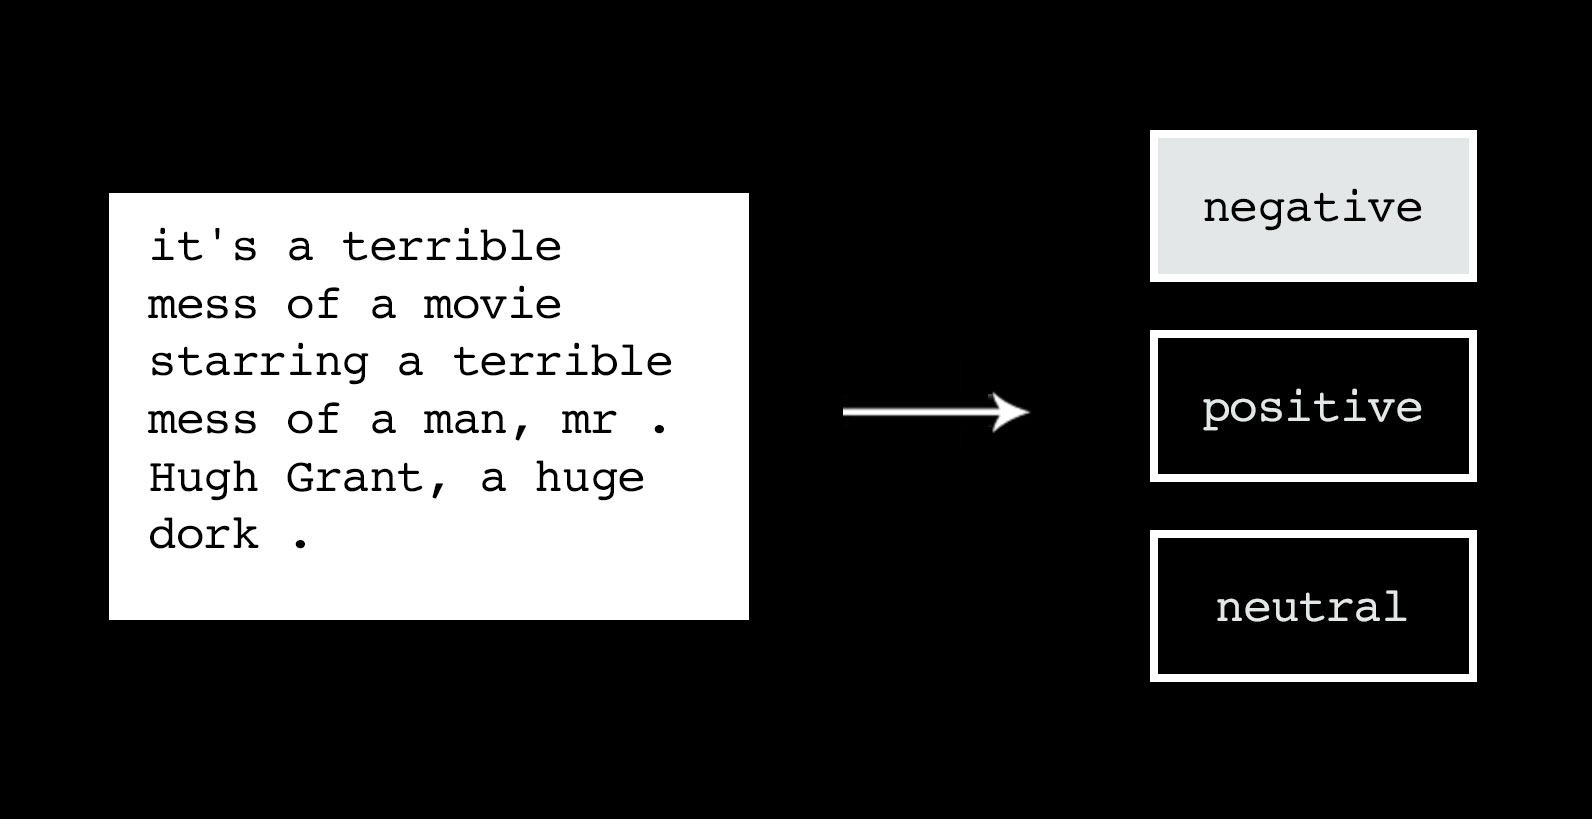 it's a terrible
mess of a movie
starring a terrible
mess of a man, mr .
Hugh Grant, a huge
dork .
negative
positive
neutral